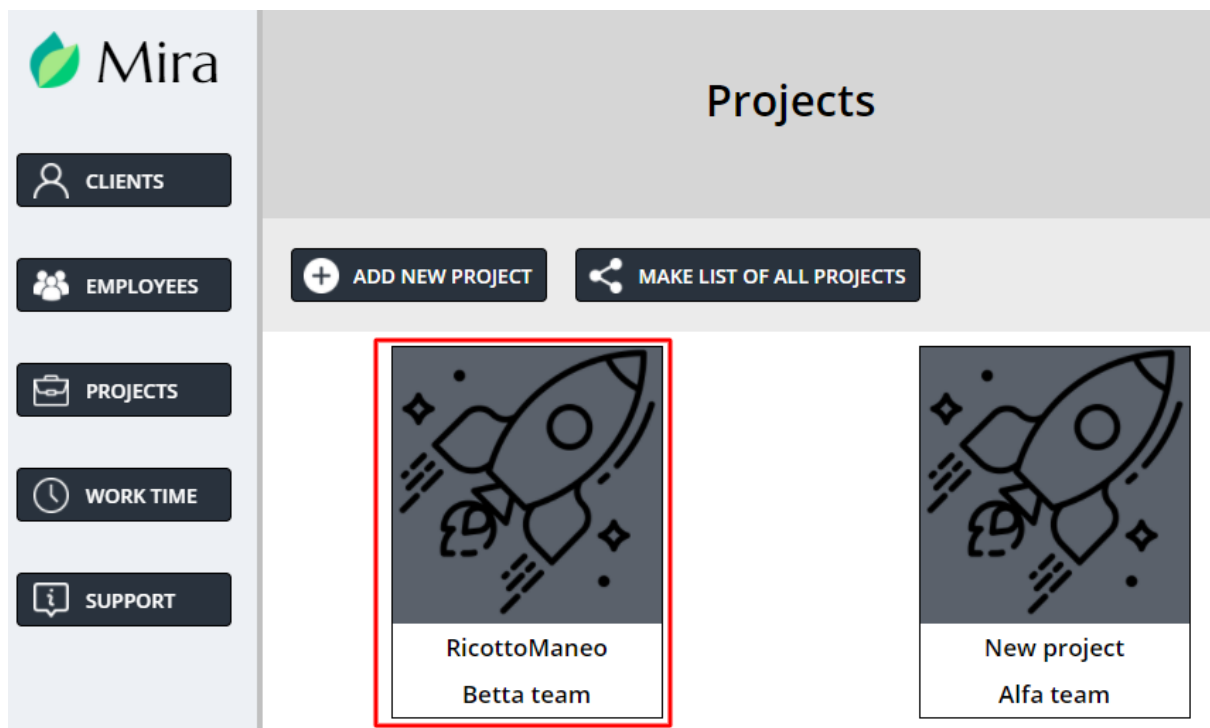 Mira
CLIENTS
EMPLOYEES
PROJECTS
WORK TIME
SUPPORT
Projects
ADD NEW PROJECT
MAKE LIST OF ALL PROJECTS
RicottoManeo
Betta team
New project
Alfa team